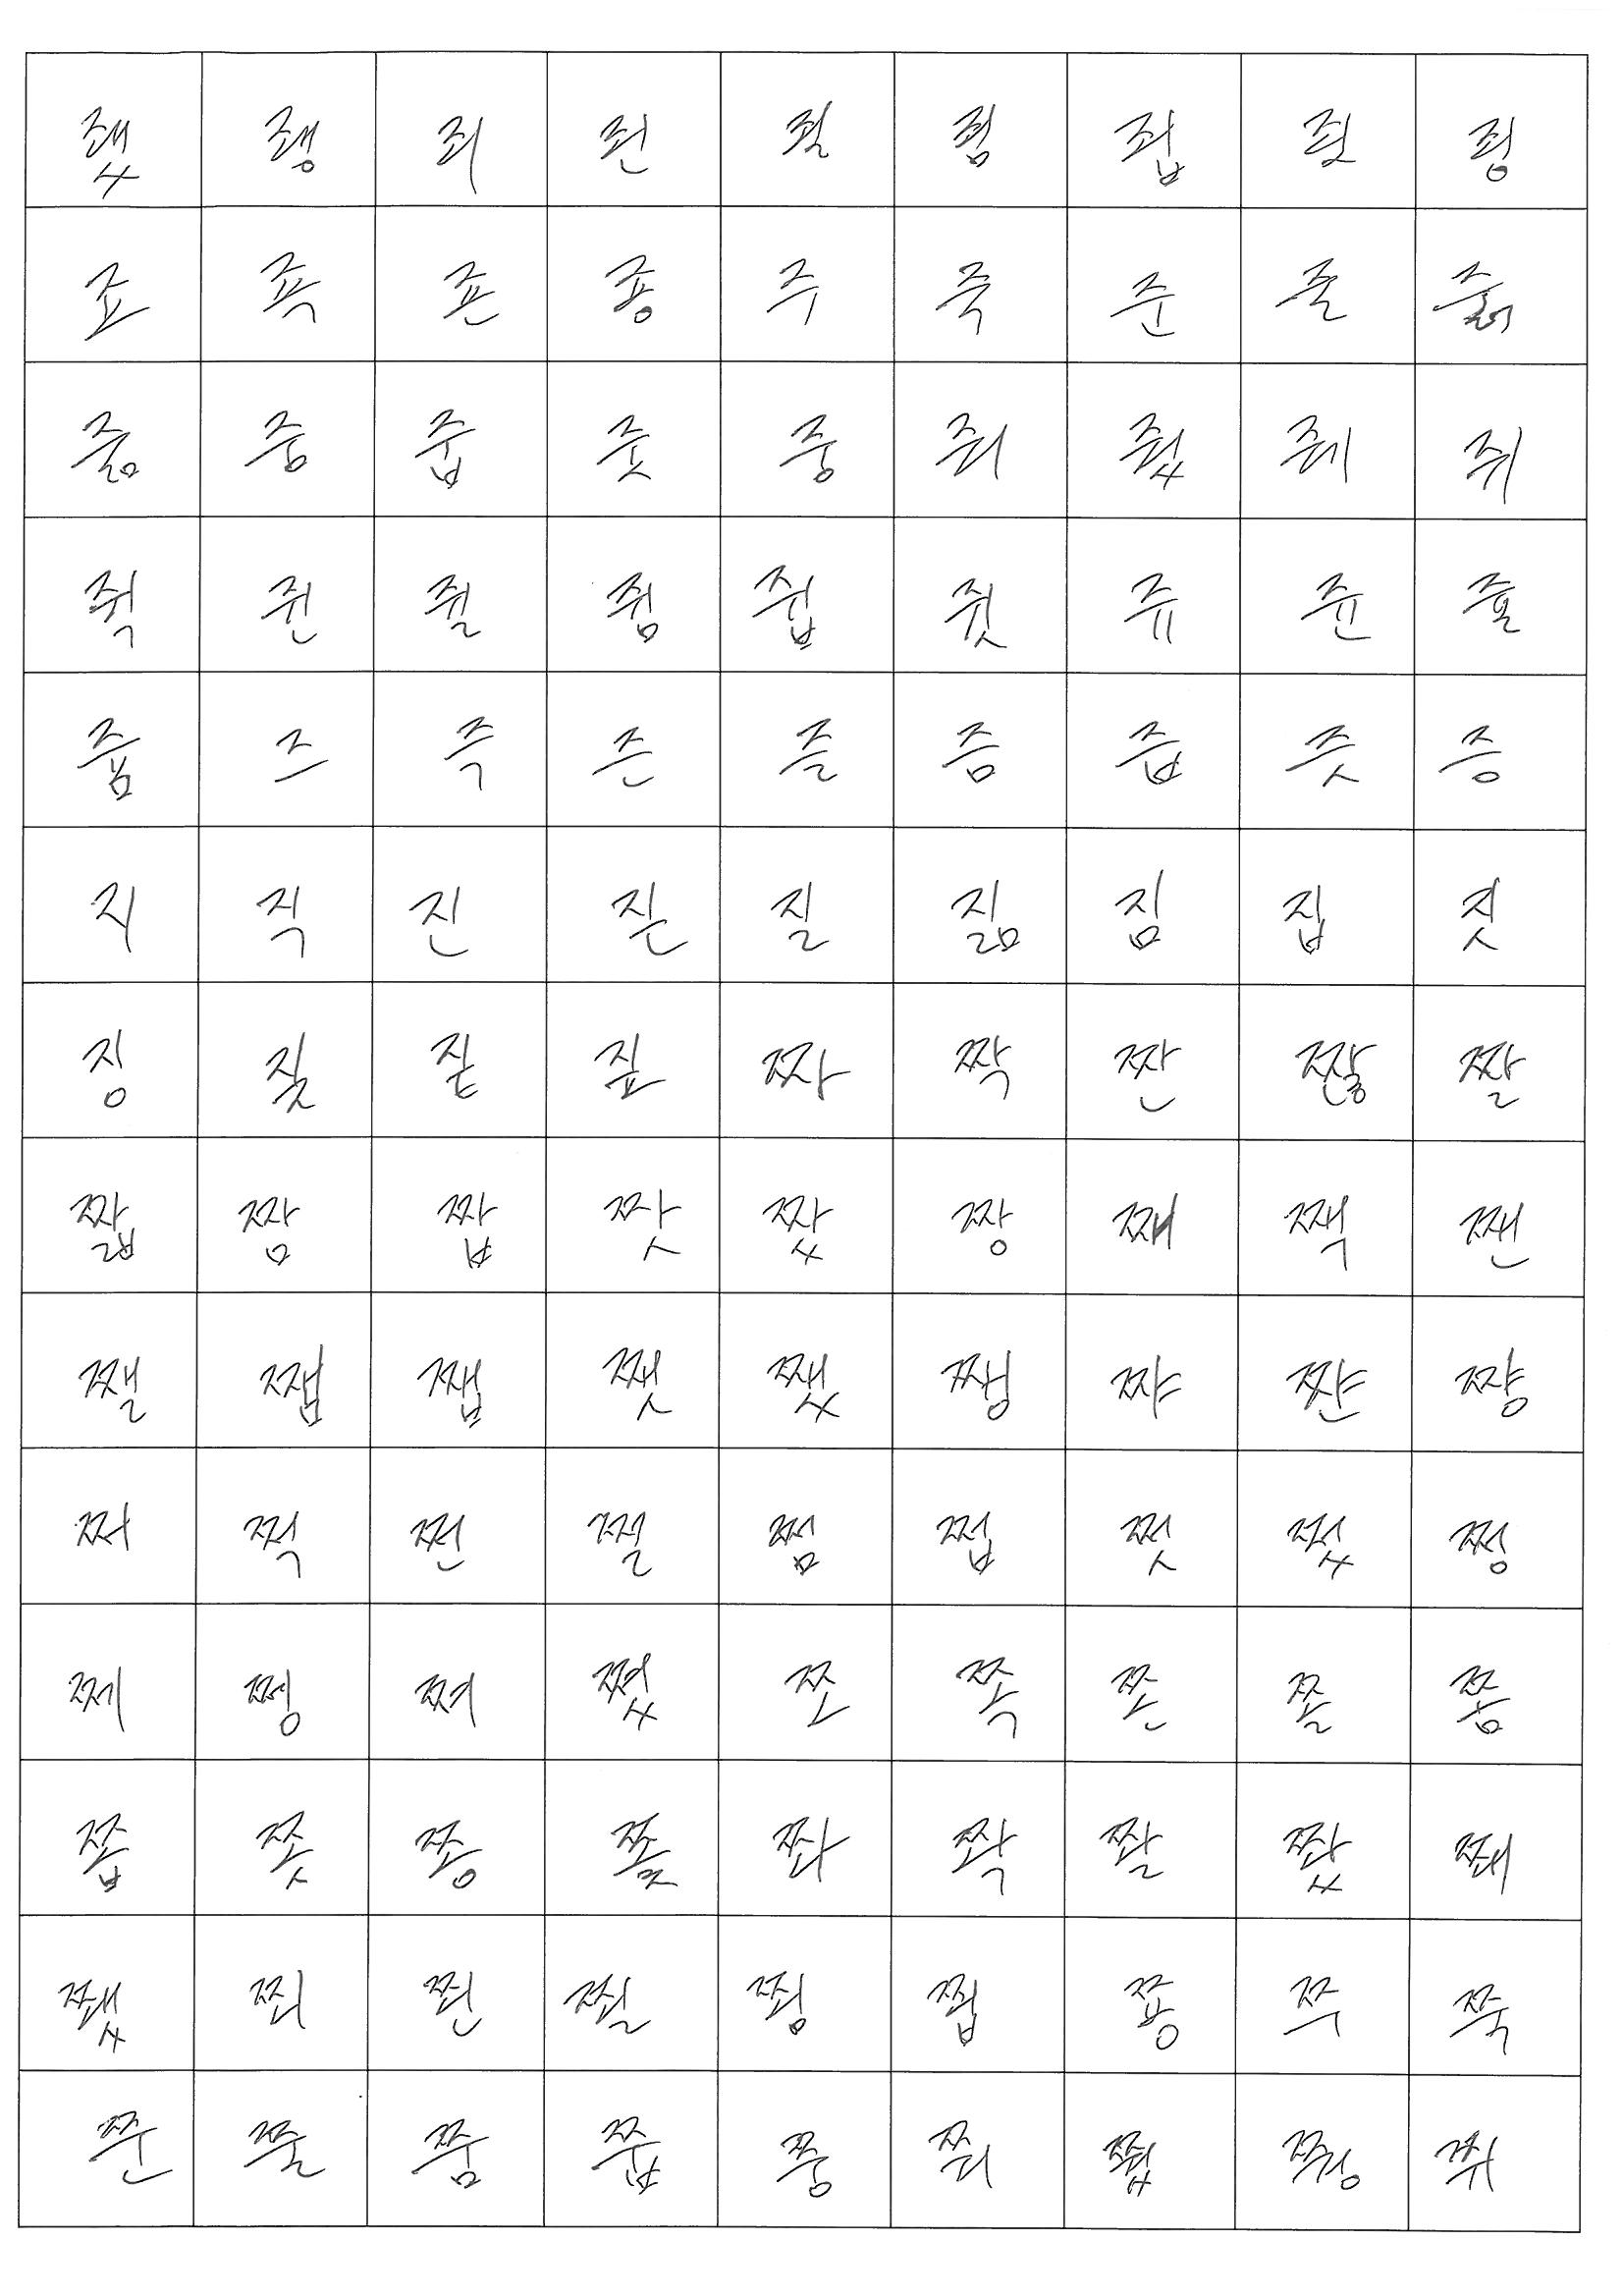 좼 좽 죄 죈 죌 죔 죕 죗 죙
죠 죡 죤 죵 주 죽 준 줄 줅
줆 줌 줍 줏 중 줘 줬 줴 쥐
쥑 쥔 쥘 쥠 쥡 쥣 쥬 쥰 쥴
쥼 즈 즉 즌 즐 즘 즙 즛 증
지 직 진 짇 질 짊 짐 집 짓
징 짖 짙 짚 짜 짝 짠 짢 짤
짧 짬 짭 짯 짰 짱 째 짹 짼
쨀 쨈 쨉 쨋 쨌 쨍 쨔 쨘 쨩
쩌 쩍 쩐 쩔 쩜 쩝 쩟 쩠 쩡
쩨 쩽 쪄 쪘 쪼 쪽 쫀 쫄 쫌
쫍 쫏 쫑 쫓 쫘 쫙 쫠 쫬 쫴
쬈 쬐 쬔 쬘 쬠 쬡 쭁 쭈 쭉
쭌 쭐 쭘 쭙 쭝 쭤 쭸 쭹 쮜